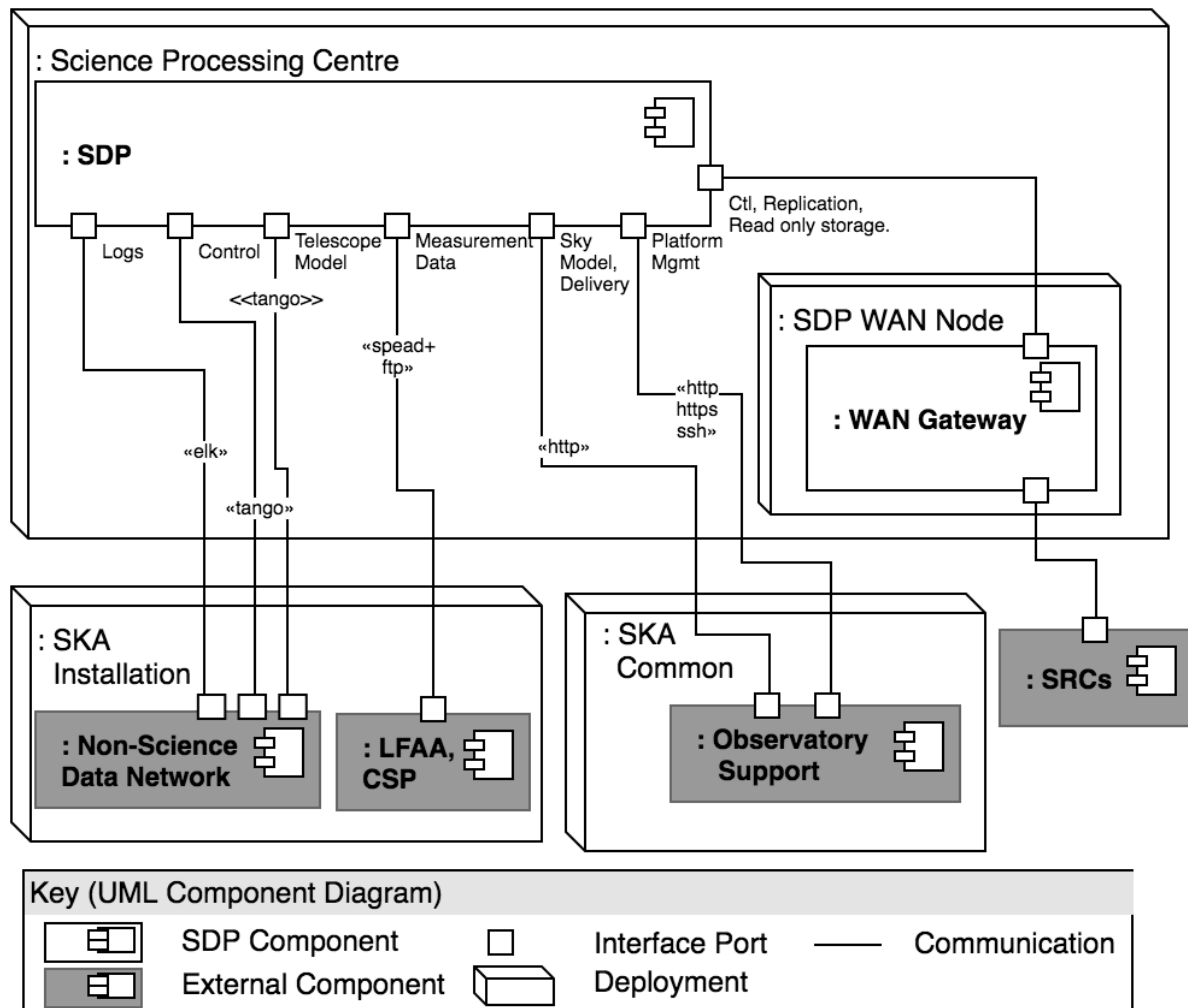 : Science Processing Centre
: SDP
Logs
Control
Telescope
Model
Measurement
Data
Sky
Model,
Delivery
Platform
Mgmt
Ctl, Replication,
Read only storage.
<<tango>>
«spead+
ftp»
«http
https
ssh»
«elk»
«http»
«tango»
: SDP WAN Node
: WAN Gateway
: SKA
Installation
: Non-Science
Data Network
: LFAA,
CSP
: SKA
Common
: Observatory
Support
: SRCs
Key (UML Component Diagram)
SDP Component
Interface Port
Communication
External Component
Deployment